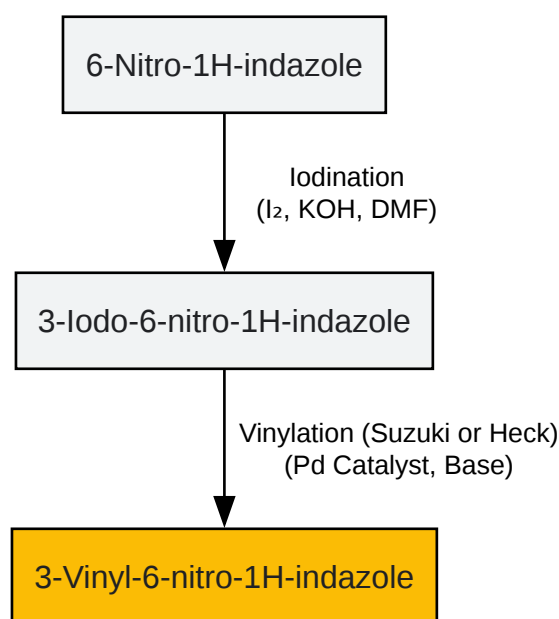 6-Nitro-1H-indazole
Iodination
(I₂, KOH, DMF)
3-Iodo-6-nitro-1H-indazole
Vinylation (Suzuki or Heck)
(Pd Catalyst, Base)
3-Vinyl-6-nitro-1H-indazole